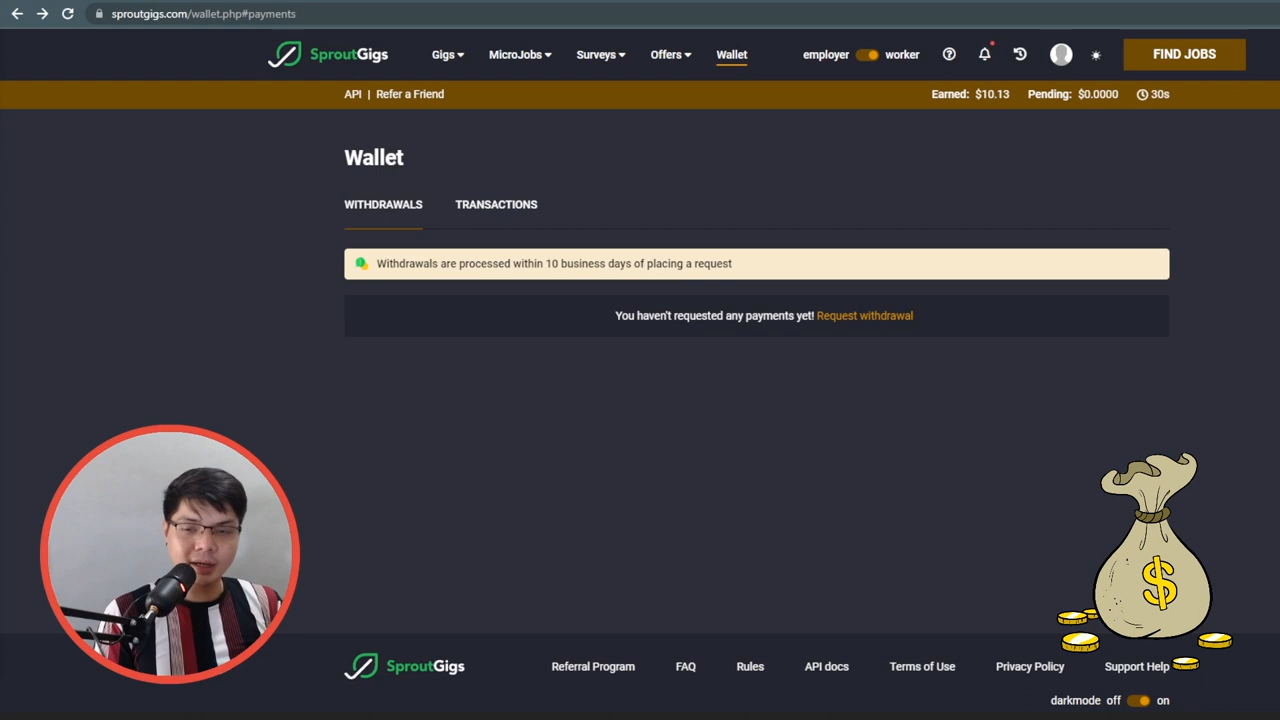 sproutgigs.com/wallet.php#payments
SproutGigs Gigs MicroJobs Surveys Offers Wallet employer worker FIND JOBS
API | Refer a Friend Earned: $10.13 Pending: $0.0000 30s
Wallet
WITHDRAWALS TRANSACTIONS
Withdrawals are processed within 10 business days of placing a request
You haven't requested any payments yet! Request withdrawal
$
SproutGigs Referral Program FAQ Rules API docs Terms of Use Privacy Policy Support Help
darkmode off on